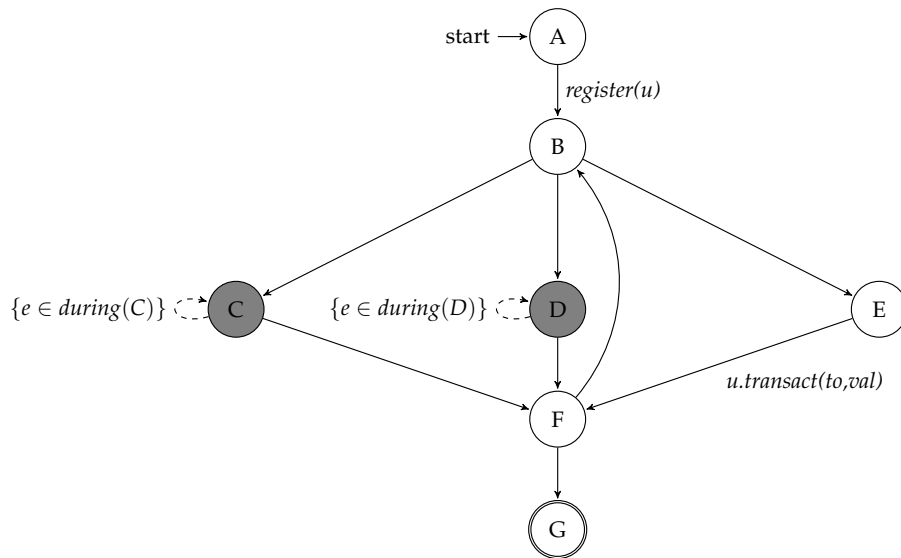 start
A
register(u)
B
{e ∈ during(C)}
C
{e ∈ during(D)}
D
E
u.transact(to,val)
F
G